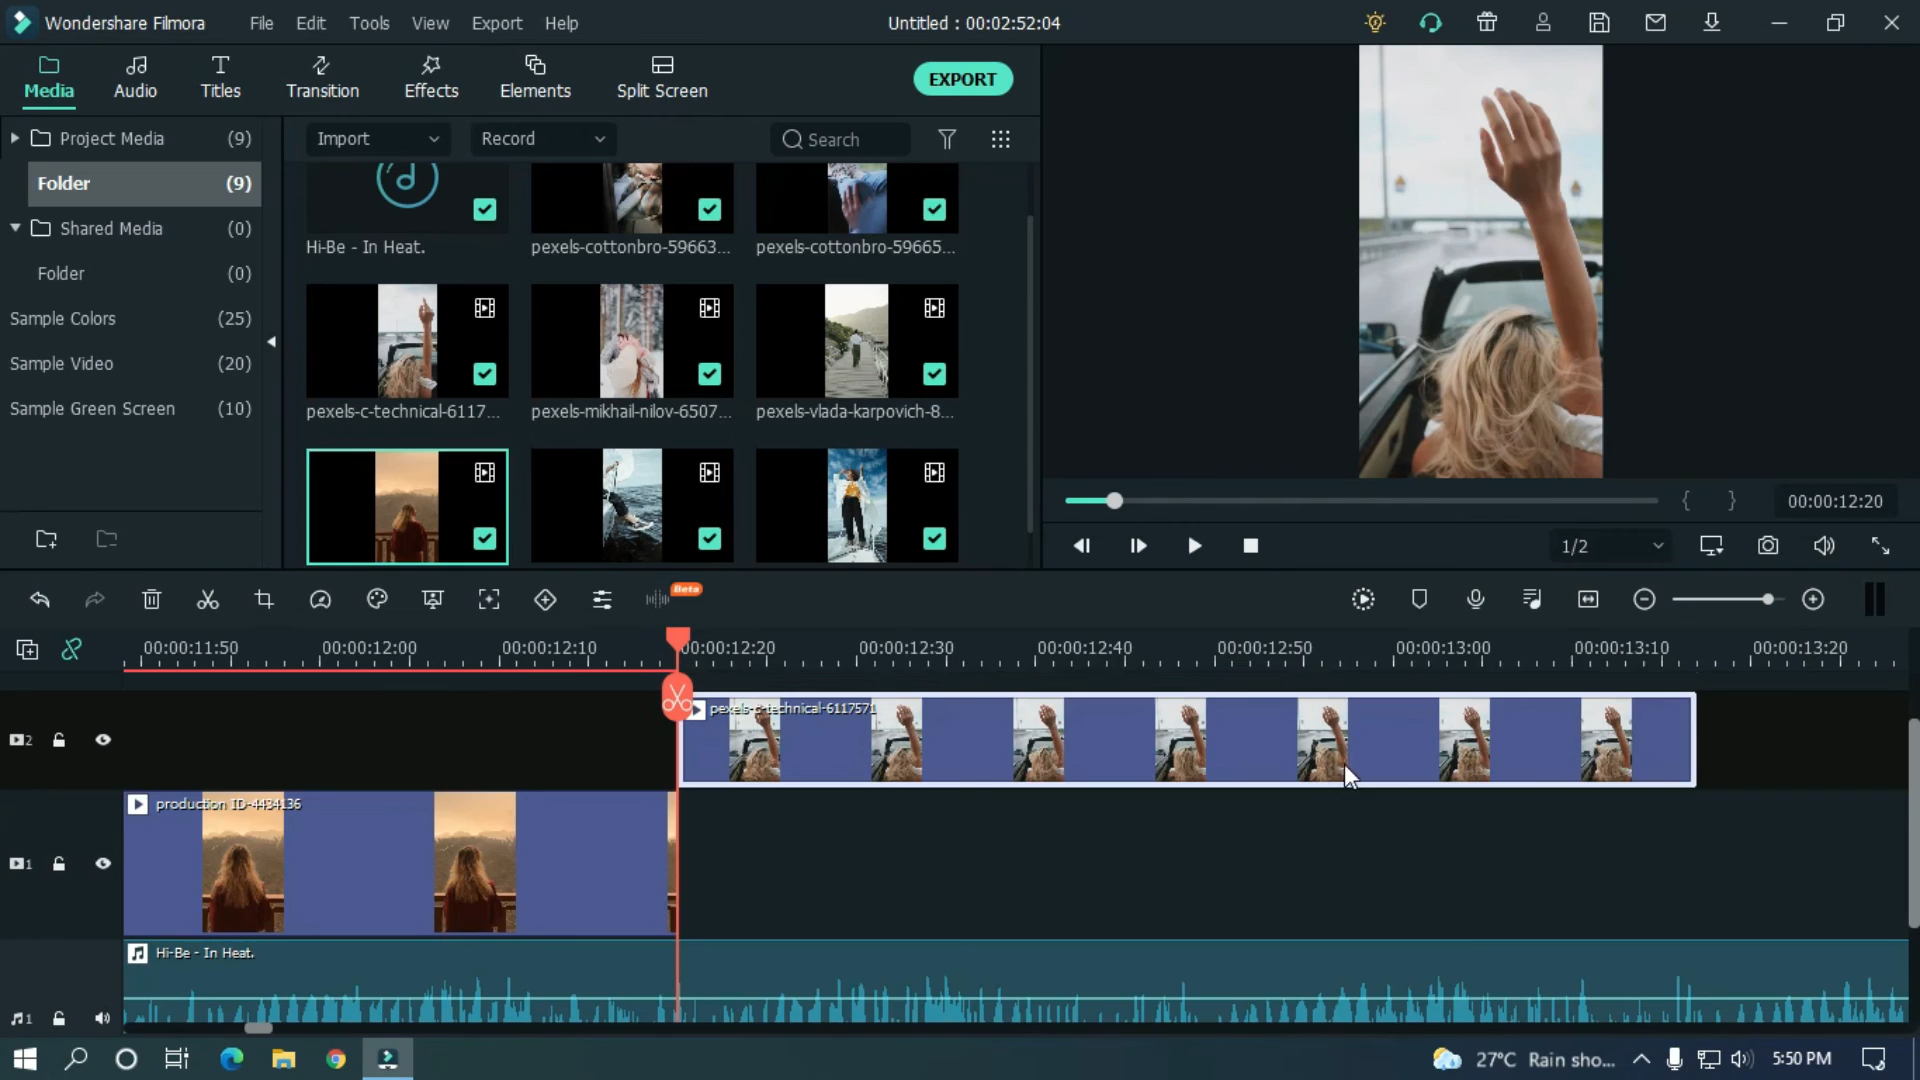 Wondershare Filmora
File Edit Tools View Export Help
Untitled : 00:02:52:04
Media
Audio
Titles
Transition
Effects
Elements
Split Screen
EXPORT
Project Media (9)
Folder (9)
Shared Media (0)
Folder (0)
Sample Colors (25)
Sample Video (20)
Sample Green Screen (10)
Import
Record
Search
Hi-Be - In Heat.
pexels-cottonbro-59663...
pexels-cottonbro-59665...
pexels-c-technical-6117...
pexels-mikhail-nilov-6507...
pexels-vlada-karpovich-8...
00:00:12:20
1/2
Beta
00:00:11:50
00:00:12:00
00:00:12:10
00:00:12:20
00:00:12:30
00:00:12:40
00:00:12:50
00:00:13:00
00:00:13:10
00:00:13:20
2
pexels-c-technical-6117571
1
production ID-4434136
Hi-Be - In Heat.
1
27°C Rain sho...
5:50 PM